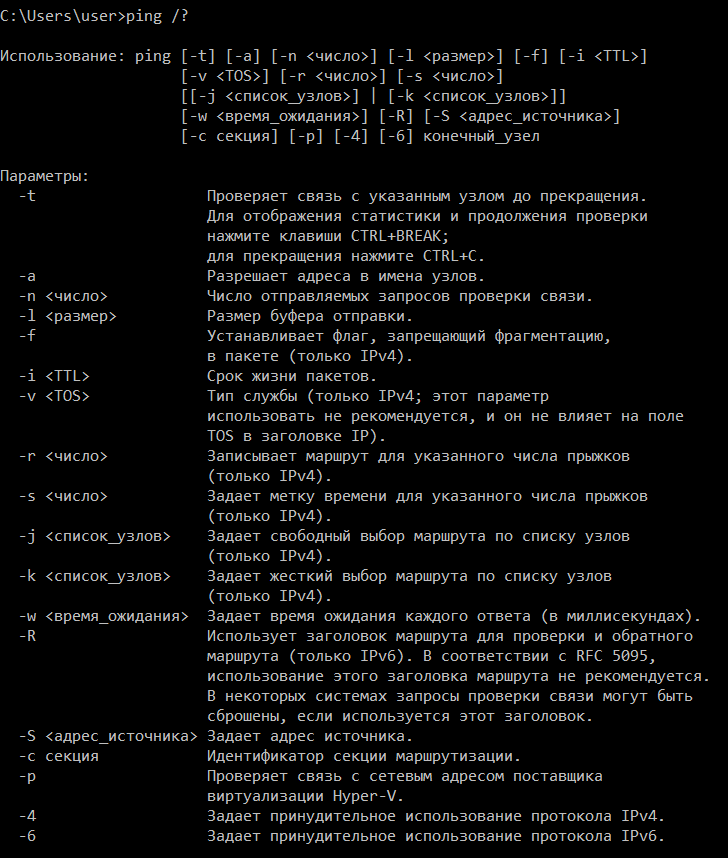 C:\Users\user>ping /?
Использование: ping [-t] [-a] [-n <число>] [-l <размер>] [-f] [-i <TTL>]
[-v <TOS>] [-r <число>] [-s <число>]
[[-j <список_узлов>] | [-k <список_узлов>]]
[-w <время_ожидания>] [-R] [-S <адрес_источника>]
[-c секция] [-p] [-4] [-6] конечный_узел
Параметры:
-t Проверяет связь с указанным узлом до прекращения.
Для отображения статистики и продолжения проверки
нажмите клавиши CTRL+BREAK;
для прекращения нажмите CTRL+C.
-a Разрешает адреса в имена узлов.
-n <число> Число отправляемых запросов проверки связи.
-l <размер> Размер буфера отправки.
-f Устанавливает флаг, запрещающий фрагментацию,
в пакете (только IPv4).
-i <TTL> Срок жизни пакетов.
-v <TOS> Тип службы (только IPv4; этот параметр
использовать не рекомендуется, и он не влияет на поле
TOS в заголовке IP).
-r <число> Записывает маршрут для указанного числа прыжков
(только IPv4).
-s <число> Задает метку времени для указанного числа прыжков
(только IPv4).
-j <список_узлов> Задает свободный выбор маршрута по списку узлов
(только IPv4).
-k <список_узлов> Задает жесткий выбор маршрута по списку узлов
(только IPv4).
-w <время_ожидания> Задает время ожидания каждого ответа (в миллисекундах).
-R Использует заголовок маршрута для проверки и обратного
маршрута (только IPv6). В соответствии с RFC 5095,
использование этого заголовка маршрута не рекомендуется.
В некоторых системах запросы проверки связи могут быть
сброшены, если используется этот заголовок.
-S <адрес_источника> Задает адрес источника.
-c секция Идентификатор секции маршрутизации.
-p Проверяет связь с сетевым адресом поставщика
виртуализации Hyper-V.
-4 Задает принудительное использование протокола IPv4.
-6 Задает принудительное использование протокола IPv6.